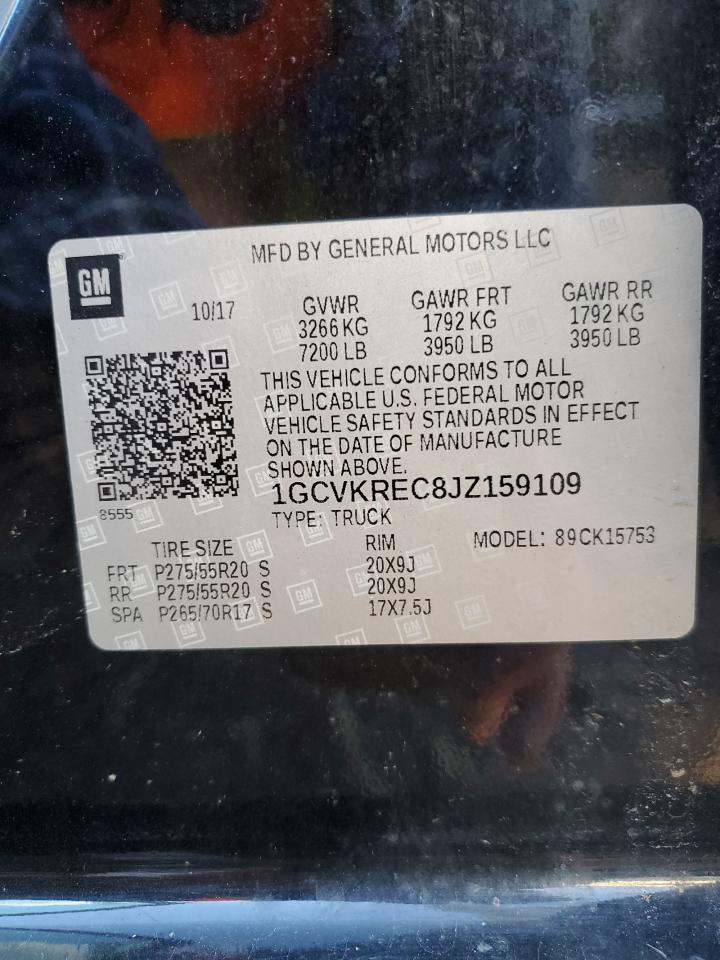 MFD BY GENERAL MOTORS LLC
GM
10/17
GVWR GAWR FRT GAWR RR
3266 KG 1792 KG 1792 KG
7200 LB 3950 LB 3950 LB
THIS VEHICLE CONFORMS TO ALL
APPLICABLE U.S. FEDERAL MOTOR
VEHICLE SAFETY STANDARDS IN EFFECT
ON THE DATE OF MANUFACTURE
SHOWN ABOVE.
1GCVKREC8JZ159109
8555
TYPE: TRUCK
MODEL: 89CK15753
TIRE SIZE RIM
FRT P275/55R20 S 20X9J
RR P275/55R20 S 20X9J
SPA P265/70R17 S 17X7.5J